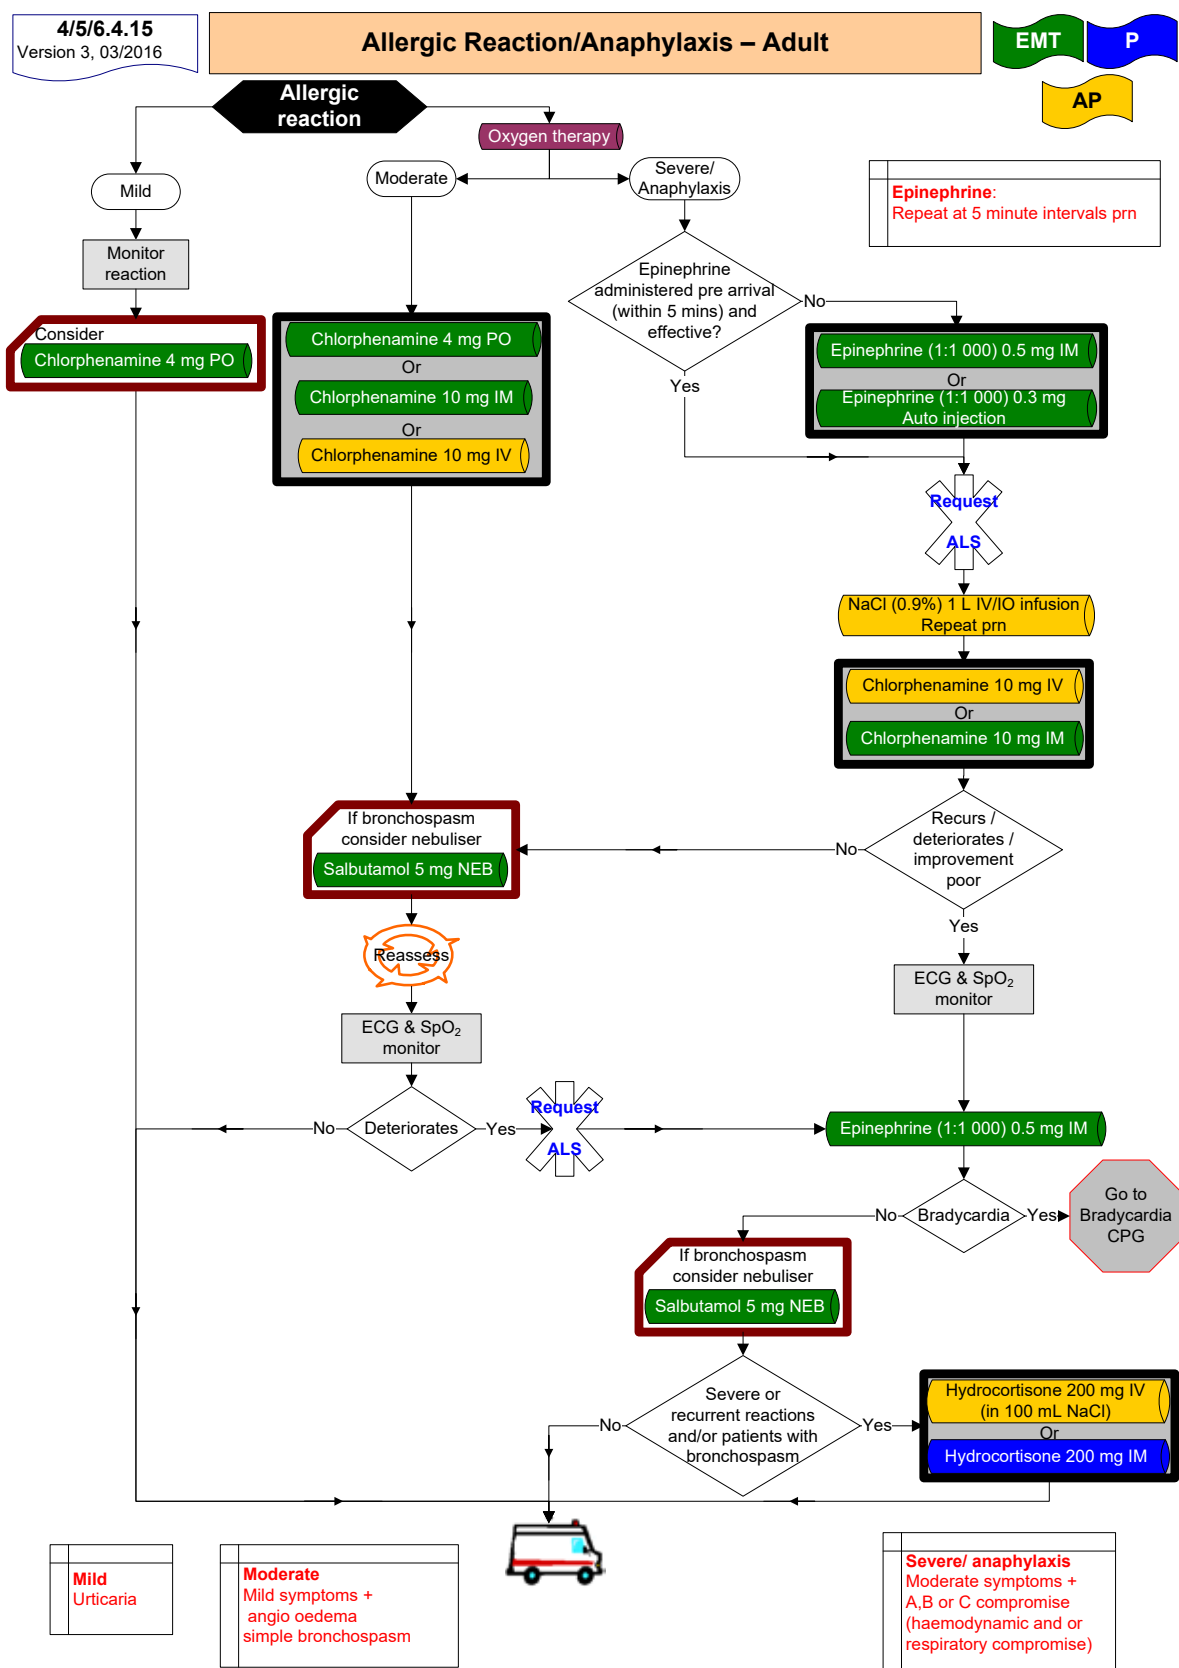 4/5/6.4.15
Version 3, 03/2016
Allergic Reaction/Anaphylaxis – Adult
EMT
P
AP
Allergic
reaction
Oxygen therapy
Mild
Moderate
Severe/
Anaphylaxis
Epinephrine:
Repeat at 5 minute intervals prn
Monitor
reaction
Epinephrine
administered pre arrival
(within 5 mins) and
effective?
No
Yes
Consider
Chlorphenamine 4 mg PO
Chlorphenamine 4 mg PO
Or
Chlorphenamine 10 mg IM
Or
Chlorphenamine 10 mg IV
Epinephrine (1:1 000) 0.5 mg IM
Or
Epinephrine (1:1 000) 0.3 mg
Auto injection
Request
ALS
NaCl (0.9%) 1 L IV/IO infusion
Repeat prn
Chlorphenamine 10 mg IV
Or
Chlorphenamine 10 mg IM
Recurs /
deteriorates /
improvement
poor
No
Yes
If bronchospasm
consider nebuliser
Salbutamol 5 mg NEB
Reassess
ECG & SpO₂
monitor
ECG & SpO₂
monitor
Deteriorates
No
Yes
Request
ALS
Epinephrine (1:1 000) 0.5 mg IM
Bradycardia
No
Yes
Go to
Bradycardia
CPG
If bronchospasm
consider nebuliser
Salbutamol 5 mg NEB
Severe or
recurrent reactions
and/or patients with
bronchospasm
No
Yes
Hydrocortisone 200 mg IV
(in 100 mL NaCl)
Or
Hydrocortisone 200 mg IM
Mild
Urticaria
Moderate
Mild symptoms +
angio oedema
simple bronchospasm
Severe/ anaphylaxis
Moderate symptoms +
A,B or C compromise
(haemodynamic and or
respiratory compromise)